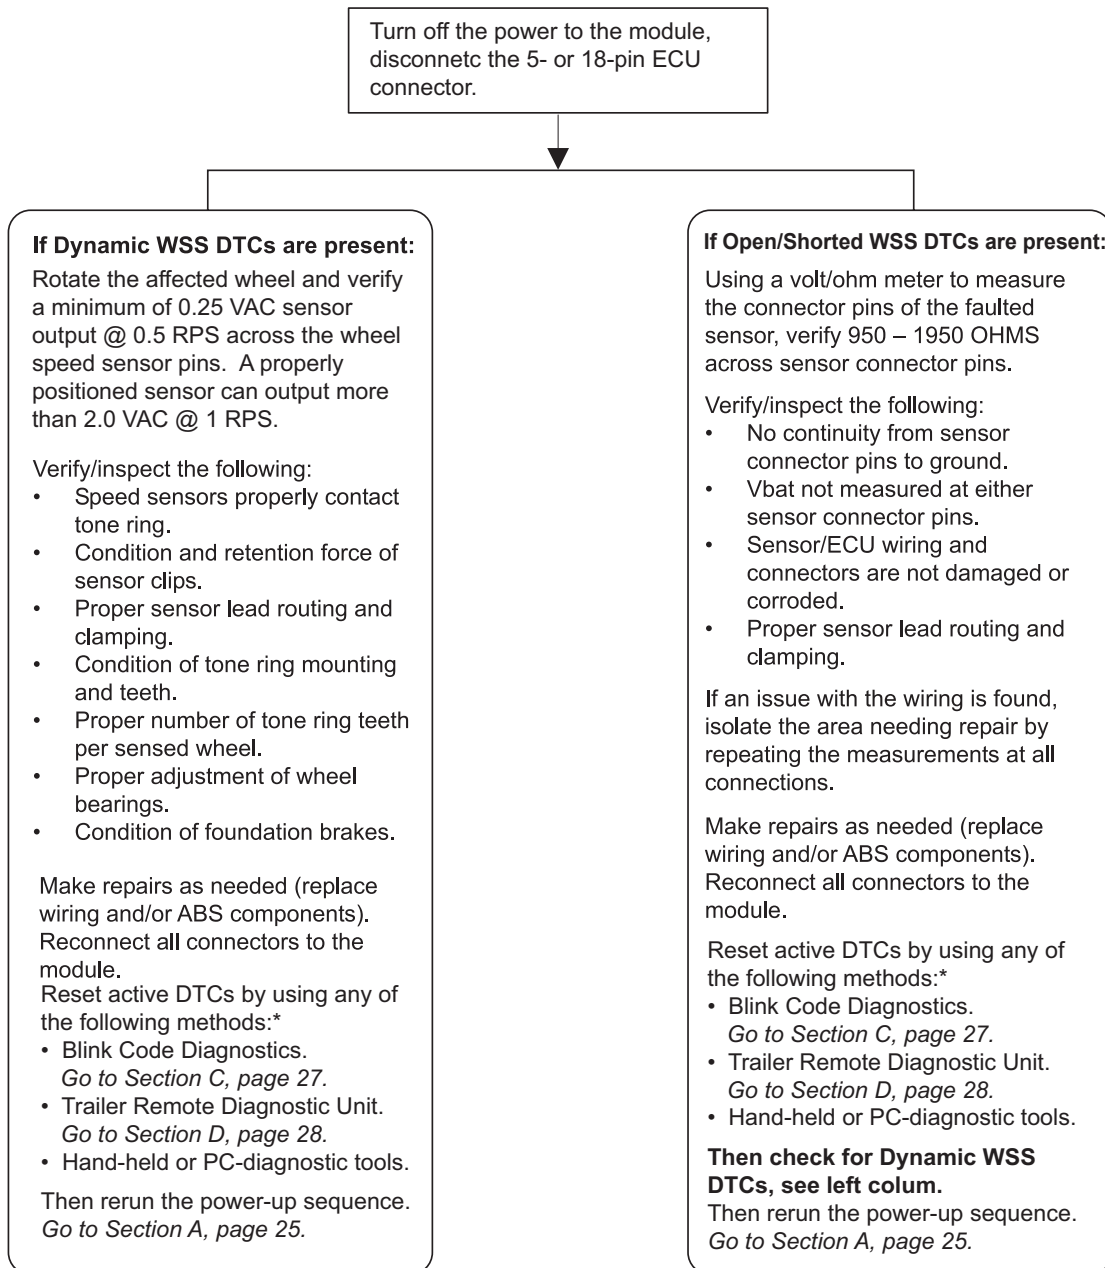 Turn off the power to the module,
disconnetc the 5- or 18-pin ECU
connector.
If Dynamic WSS DTCs are present:
Rotate the affected wheel and verify
a minimum of 0.25 VAC sensor
output @ 0.5 RPS across the wheel
speed sensor pins.  A properly
positioned sensor can output more
than 2.0 VAC @ 1 RPS.
Verify/inspect the following:
• Speed sensors properly contact
tone ring.
• Condition and retention force of
sensor clips.
• Proper sensor lead routing and
clamping.
• Condition of tone ring mounting
and teeth.
• Proper number of tone ring teeth
per sensed wheel.
• Proper adjustment of wheel
bearings.
• Condition of foundation brakes.
Make repairs as needed (replace
wiring and/or ABS components).
Reconnect all connectors to the
module.
Reset active DTCs by using any of
the following methods:*
• Blink Code Diagnostics.
Go to Section C, page 27.
• Trailer Remote Diagnostic Unit.
Go to Section D, page 28.
• Hand-held or PC-diagnostic tools.
Then rerun the power-up sequence.
Go to Section A, page 25.
If Open/Shorted WSS DTCs are present:
Using a volt/ohm meter to measure
the connector pins of the faulted
sensor, verify 950 – 1950 OHMS
across sensor connector pins.
Verify/inspect the following:
• No continuity from sensor
connector pins to ground.
• Vbat not measured at either
sensor connector pins.
• Sensor/ECU wiring and
connectors are not damaged or
corroded.
• Proper sensor lead routing and
clamping.
If an issue with the wiring is found,
isolate the area needing repair by
repeating the measurements at all
connections.
Make repairs as needed (replace
wiring and/or ABS components).
Reconnect all connectors to the
module.
Reset active DTCs by using any of
the following methods:*
• Blink Code Diagnostics.
Go to Section C, page 27.
• Trailer Remote Diagnostic Unit.
Go to Section D, page 28.
• Hand-held or PC-diagnostic tools.
Then check for Dynamic WSS
DTCs, see left colum.
Then rerun the power-up sequence.
Go to Section A, page 25.